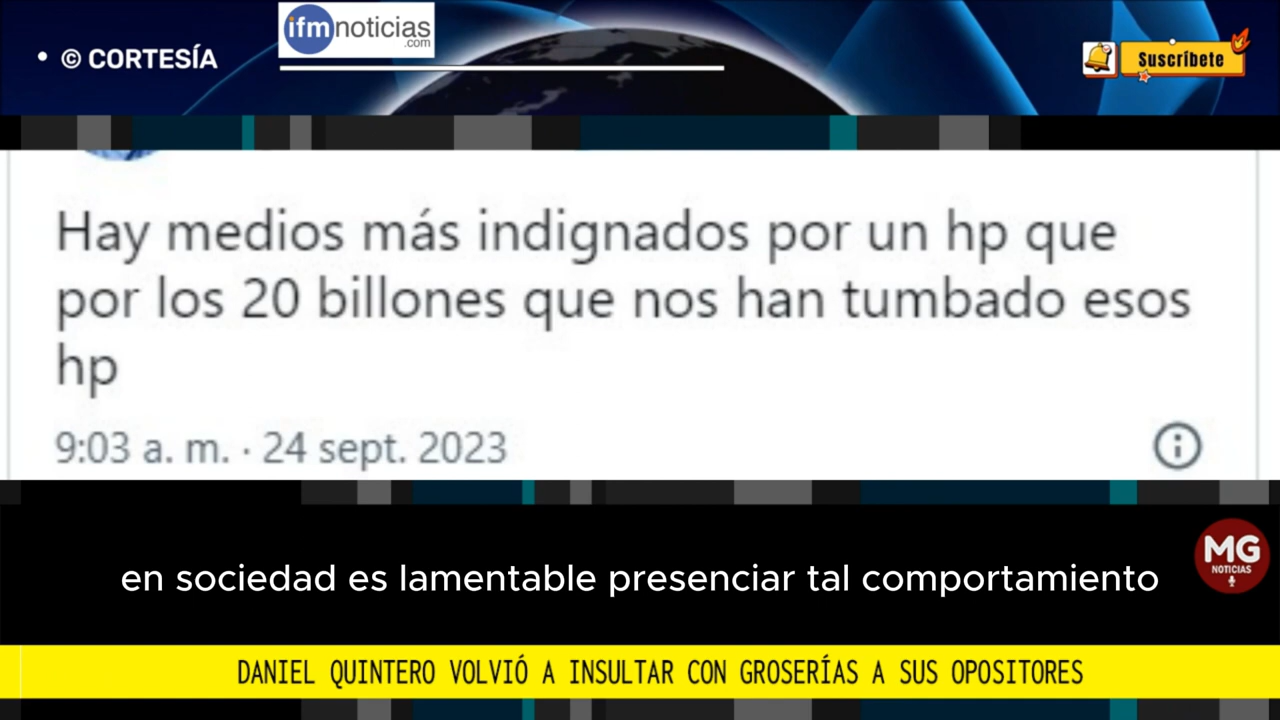 • © CORTESÍA
ifmnoticias
.com
Suscríbete
Hay medios más indignados por un hp que
por los 20 billones que nos han tumbado esos
hp
9:03 a. m. · 24 sept. 2023
en sociedad es lamentable presenciar tal comportamiento
MG
NOTICIAS
DANIEL QUINTERO VOLVIÓ A INSULTAR CON GROSERÍAS A SUS OPOSITORES